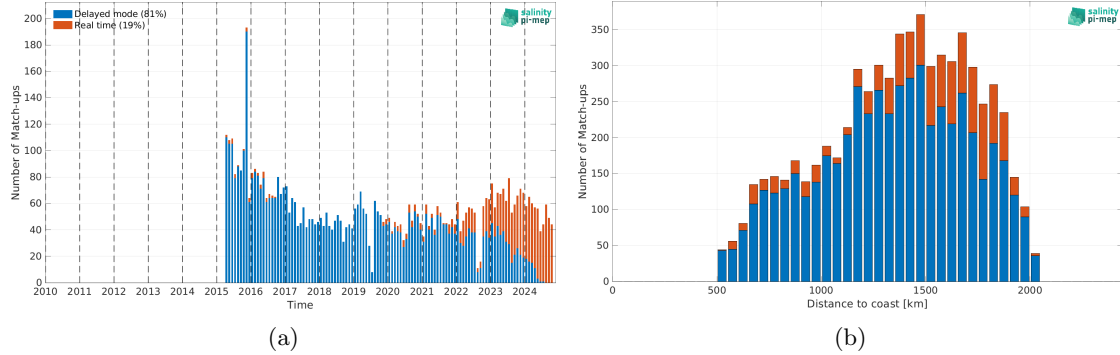 Delayed mode (81%)
Real time (19%)
salinity
pi-mep
Number of Match-ups
200
180
160
140
120
100
80
60
40
20
0
2010 2011 2012 2013 2014 2015 2016 2017 2018 2019 2020 2021 2022 2023 2024
Time
(a)
salinity
pi-mep
Number of Match-ups
350
300
250
200
150
100
50
0
0 500 1000 1500 2000
Distance to coast [km]
(b)